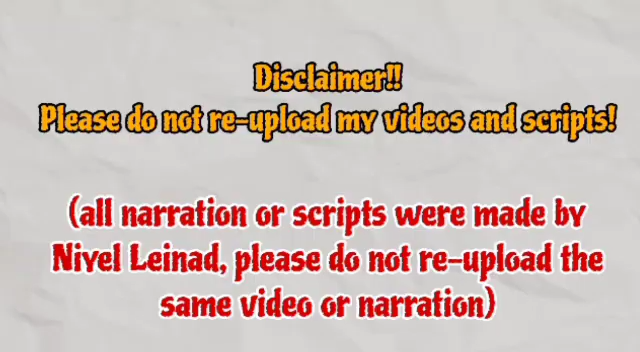 Disclaimer!!
Please do not re-upload my videos and scripts!
(all narration or scripts were made by
Niyel Leinad, please do not re-upload the
same video or narration)